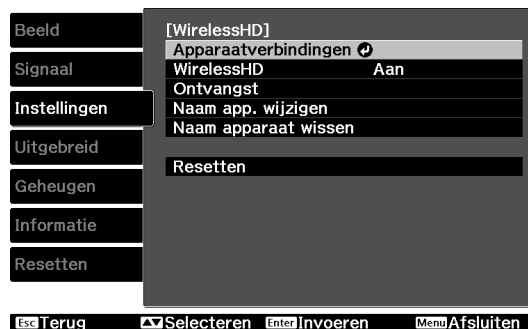 Beeld
Signaal
Instellingen
Uitgebreid
Geheugen
Informatie
Resetten
[WirelessHD]
Apparaatverbindingen
WirelessHD Aan
Ontvangst
Naam app. wijzigen
Naam apparaat wissen
Resetten
Esc Terug Selecteren Enter Invoeren Menu Afsluiten